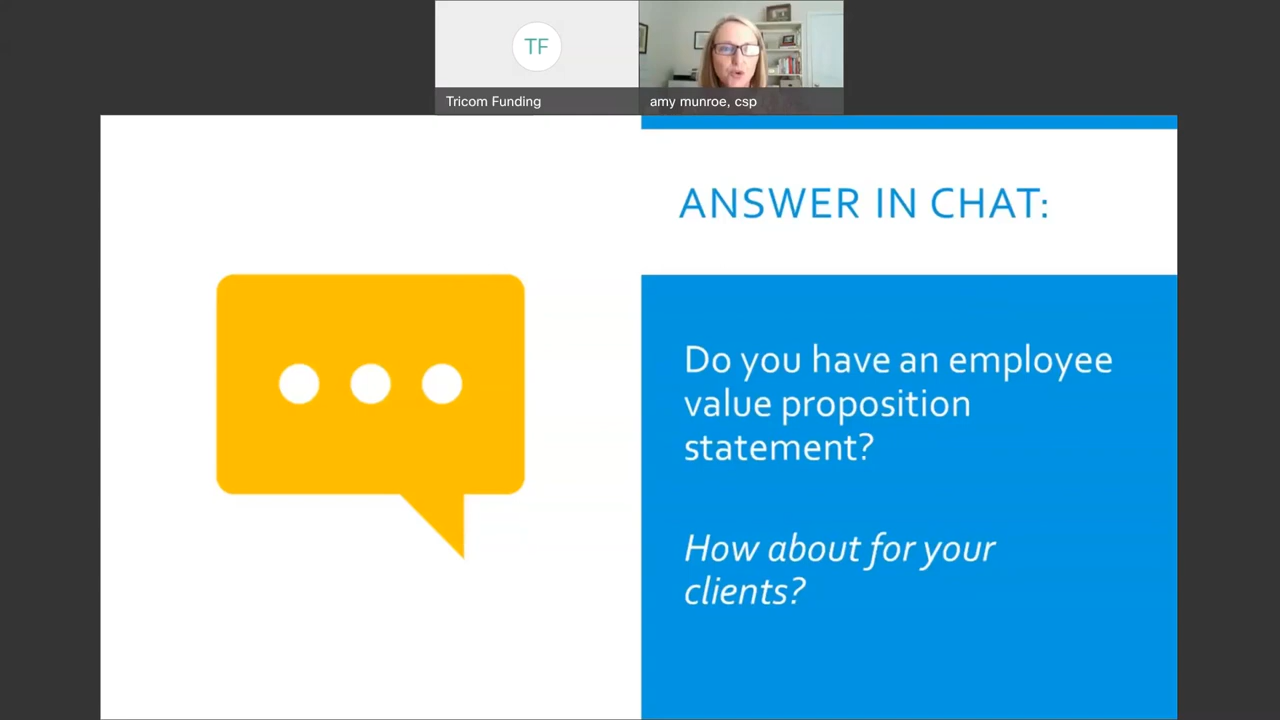 TF
Tricom Funding
amy munroe, csp
ANSWER IN CHAT:
Do you have an employee
value proposition
statement?
How about for your
clients?